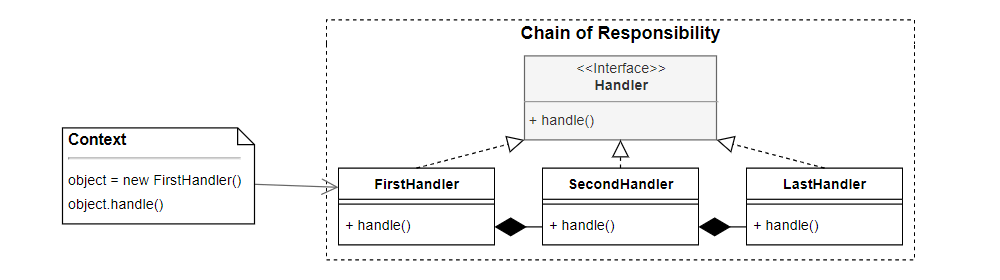 Chain of Responsibility
<<Interface>>
Handler
+ handle()
Context
object = new FirstHandler()
object.handle()
FirstHandler
+ handle()
SecondHandler
+ handle()
LastHandler
+ handle()